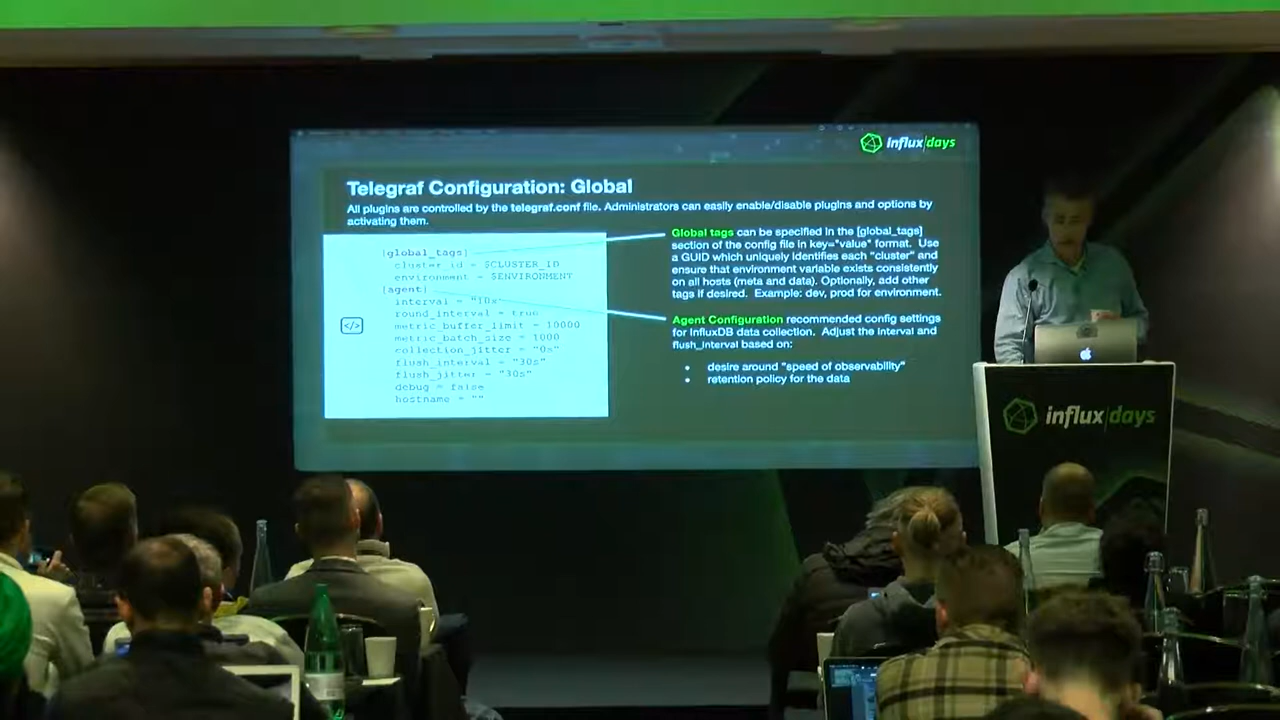 influx|days
Telegraf Configuration: Global
All plugins are controlled by the telegraf.conf file. Administrators can easily enable/disable plugins and options by
activating them.
[global_tags]
cluster_id = $CLUSTER_ID
environment = $ENVIRONMENT
[agent]
interval = "10s"
round_interval = true
metric_buffer_limit = 10000
metric_batch_size = 1000
collection_jitter = "0s"
flush_interval = "30s"
flush_jitter = "30s"
debug = false
hostname = ""
</>
Global tags can be specified in the [global_tags]
section of the config file in key="value" format. Use
a GUID which uniquely identifies each "cluster" and
ensure that environment variable exists consistently
on all hosts (meta and data). Optionally, add other
tags if desired. Example: dev, prod for environment.
Agent Configuration recommended config settings
for InfluxDB data collection. Adjust the interval and
flush_interval based on:
• desire around "speed of observability"
• retention policy for the data
influx|days